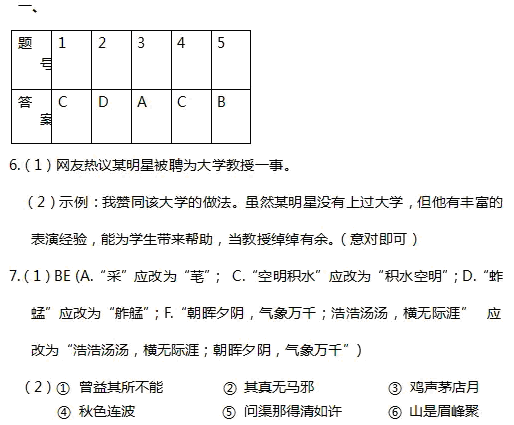 一、
题号 1 2 3 4 5
答案 C D A C B
6.（1）网友热议某明星被聘为大学教授一事。
（2）示例：我赞同该大学的做法。虽然某明星没有上过大学，但他有丰富的
表演经验，能为学生带来帮助，当教授绰绰有余。（意对即可）
7.（1）BE (A.“采”应改为“芼”； C.“空明积水”应改为“积水空明”；D.“蚱
蜢”应改为“舴艋”；F.“朝晖夕阴，气象万千；浩浩汤汤，横无际涯” 应
改为“浩浩汤汤，横无际涯；朝晖夕阴，气象万千”)
（2）① 曾益其所不能 ② 其真无马邪 ③ 鸡声茅店月
④ 秋色连波 ⑤ 问渠那得清如许 ⑥ 山是眉峰聚